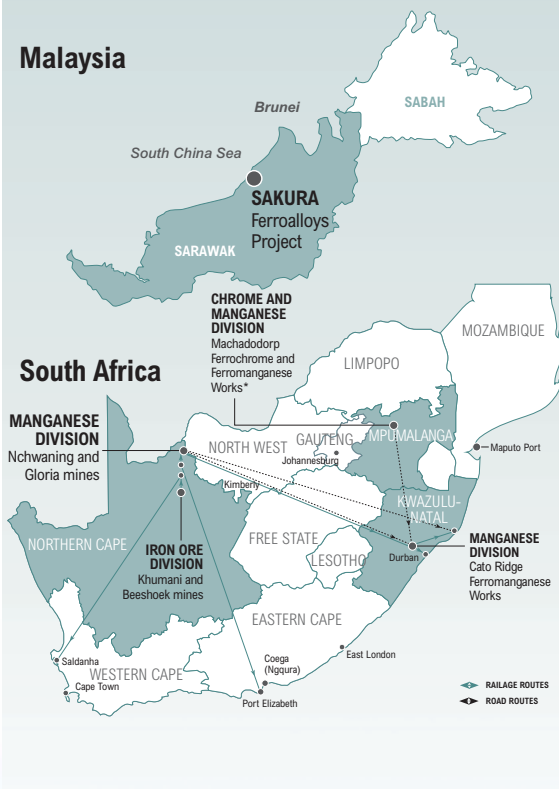 Malaysia
SABAH
Brunei
South China Sea
SAKURA
Ferroalloys
Project
SARAWAK
South Africa
CHROME AND
MANGANESE
DIVISION
Machadodorp
Ferrochrome and
Ferromanganese
Works*
MOZAMBIQUE
LIMPOPO
MANGANESE
DIVISION
Nchwaning and
Gloria mines
NORTH WEST
GAUTENG
MPUMALANGA
Johannesburg
Maputo Port
Kimberly
KWAZULU-
NATAL
NORTHERN CAPE
IRON ORE
DIVISION
Khumani and
Beeshoek mines
FREE STATE
LESOTHO
Durban
MANGANESE
DIVISION
Cato Ridge
Ferromanganese
Works
EASTERN CAPE
East London
Coega
(Ngqura)
Saldanha
WESTERN CAPE
Cape Town
Port Elizabeth
RAILAGE ROUTES
ROAD ROUTES